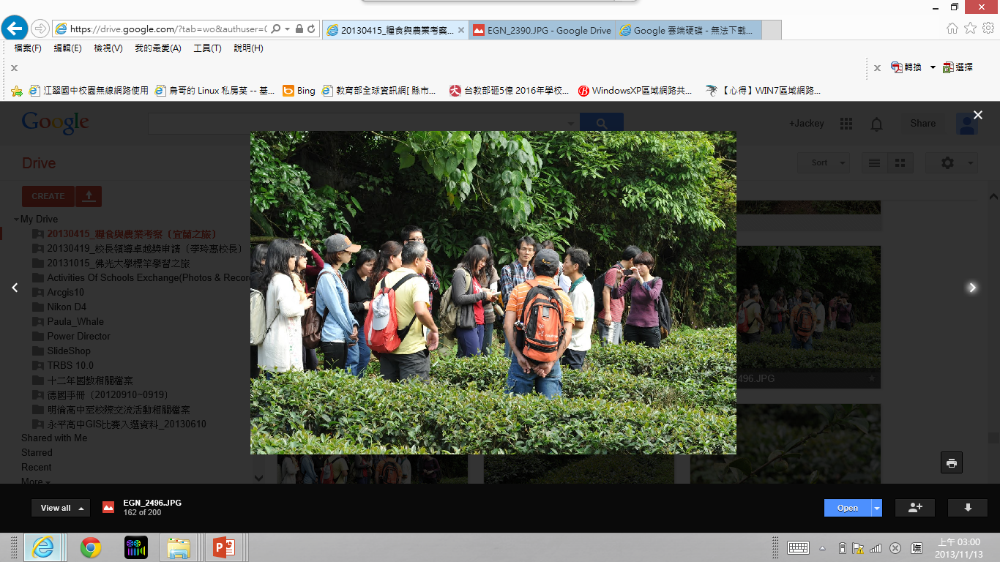 https://drive.google.com/?tab=wo&authuser=0
20130415_糧食與農業考察...
EGN_2390.JPG - Google Drive
Google 雲端硬碟 - 無法下載...
檔案(F) 編輯(E) 檢視(V) 我的最愛(A) 工具(T) 說明(H)
x
x 轉換 選擇
江翠國中校園無線網路使用
鳥哥的 Linux 私房菜 -- 基...
Bing
教育部全球資訊網[ 縣市...
台教部砸5億 2016年學校...
WindowsXP區域網路共...
【心得】WIN7區域網路...
Google
+Jackey
Share
Drive
Sort
CREATE
My Drive
20130415_糧食與農業考察〔宜蘭之旅〕
20130419_校長領導卓越獎申請〔李玲惠校長〕
20131015_佛光大學標竿學習之旅
Activities Of Schools Exchange(Photos & Recor
Arcgis10
Nikon D4
Paula_Whale
Power Director
SlideShop
TRBS 10.0
十二年國教相關檔案
德國手冊〔20120910~0919〕
明倫高中至校際交流活動相關檔案
永平高中GIS比賽入選資料_20130610
Shared with Me
Starred
Recent
More
496.JPG
View all
EGN_2496.JPG
162 of 200
Open
上午 03:00
2013/11/13